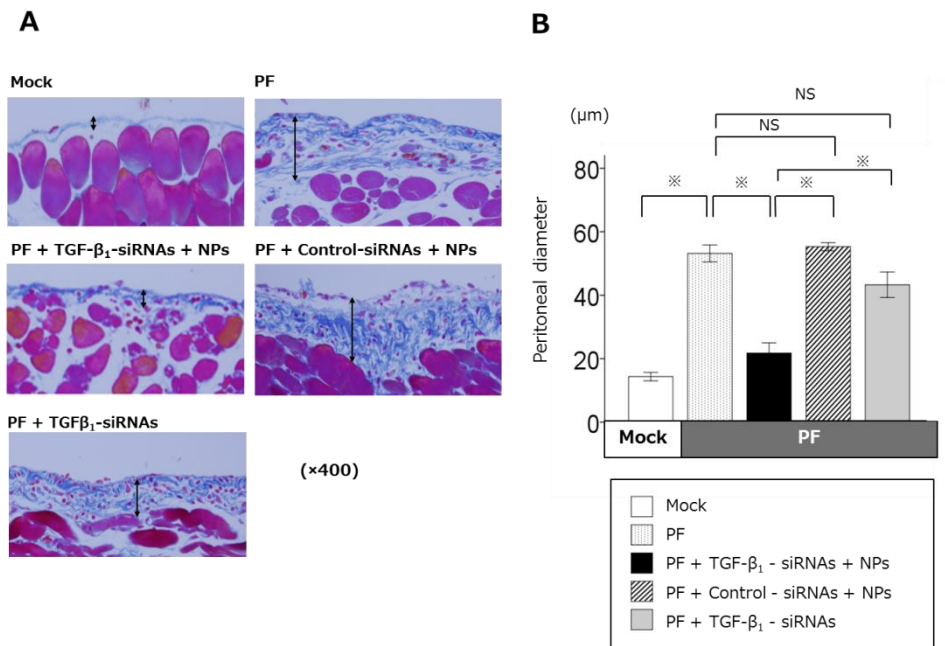 A
Mock
PF
PF + TGF-β₁-siRNAs + NPs
PF + Control-siRNAs + NPs
PF + TGFβ₁-siRNAs
(×400)
B
NS
(μm)
NS
※
※
※
※
80
60
40
20
0
Peritoneal diameter
Mock
PF
Mock
PF
PF + TGF-β₁ - siRNAs + NPs
PF + Control - siRNAs + NPs
PF + TGF-β₁ - siRNAs